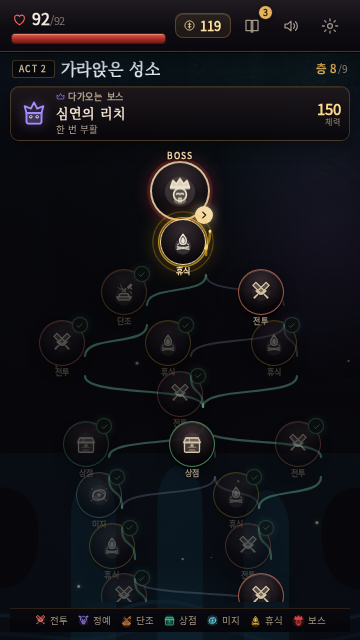 92/92
119
3
ACT 2 가라앉은 성소
층 8/9
다가오는 보스
심연의 리치
한 번 부활
150
체력
BOSS
휴식
단조
전투
전투
휴식
휴식
전투
상점
상점
전투
미지
휴식
휴식
전투
전투 정예 단조 상점 미지 휴식 보스